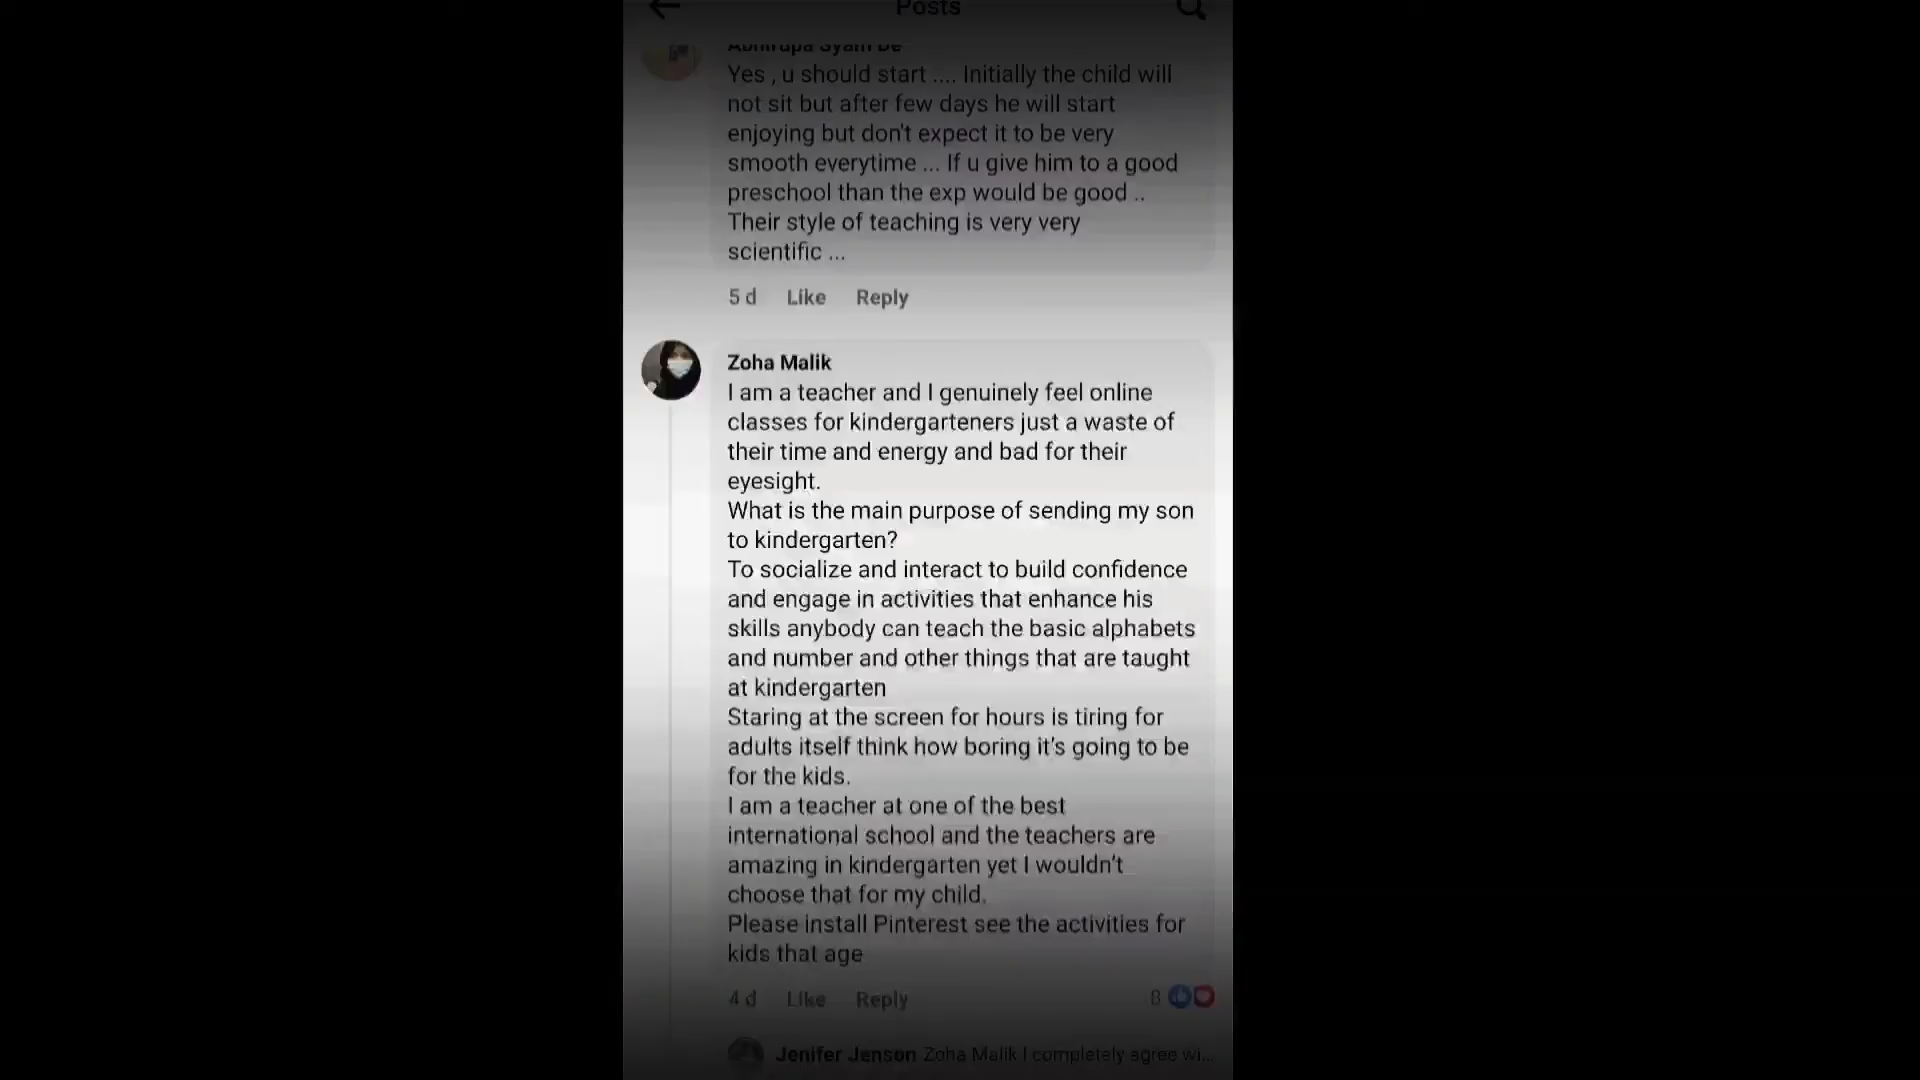 Posts
Abhirupa Syam De
Yes , u should start .... Initially the child will
not sit but after few days he will start
enjoying but don't expect it to be very
smooth everytime ... If u give him to a good
preschool than the exp would be good ..
Their style of teaching is very very
scientific ...
5 d Like Reply
Zoha Malik
I am a teacher and I genuinely feel online
classes for kindergarteners just a waste of
their time and energy and bad for their
eyesight.
What is the main purpose of sending my son
to kindergarten?
To socialize and interact to build confidence
and engage in activities that enhance his
skills anybody can teach the basic alphabets
and number and other things that are taught
at kindergarten
Staring at the screen for hours is tiring for
adults itself think how boring it's going to be
for the kids.
I am a teacher at one of the best
international school and the teachers are
amazing in kindergarten yet I wouldn't
choose that for my child.
Please install Pinterest see the activities for
kids that age
4 d Like Reply 8
Jenifer Jenson Zoha Malik I completely agree wi...